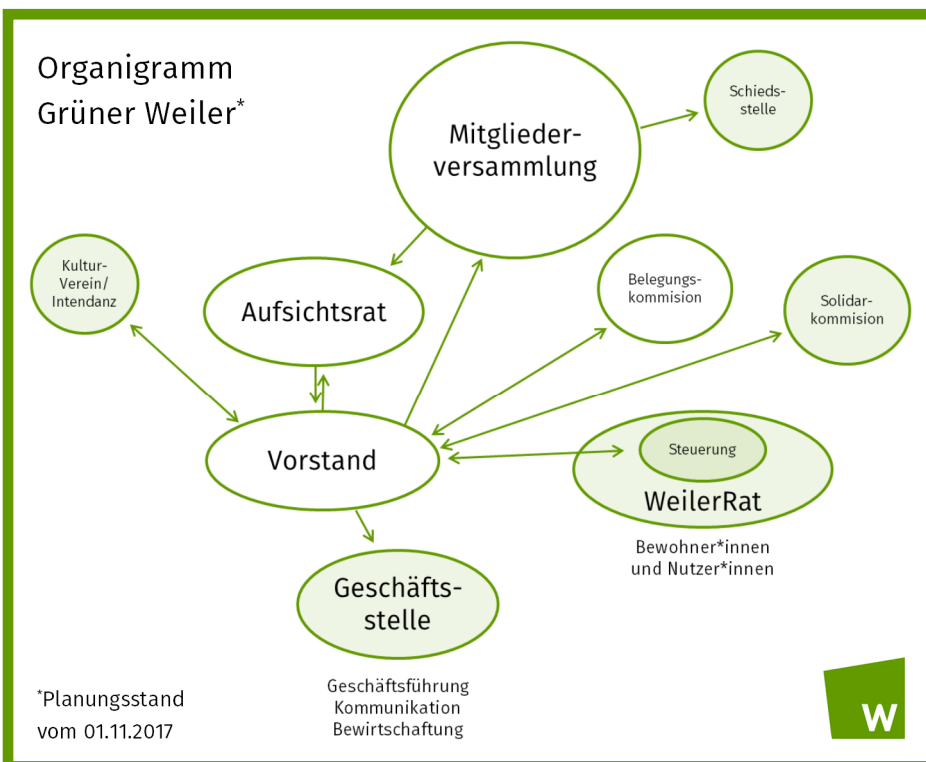 Organigramm
Grüner Weiler*
Mitglieder-
versammlung
Schieds-
stelle
Kultur-
Verein/
Intendanz
Aufsichtsrat
Belegungs-
kommision
Solidar-
kommision
Vorstand
Steuerung
WeilerRat
Bewohner*innen
und Nutzer*innen
Geschäfts-
stelle
Geschäftsführung
Kommunikation
Bewirtschaftung
*Planungsstand
vom 01.11.2017
W